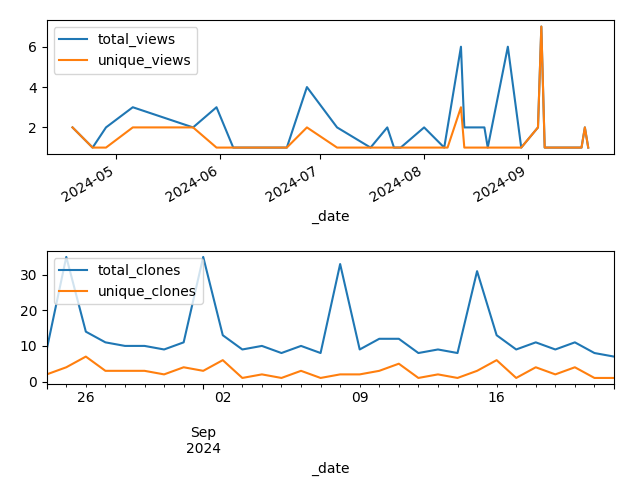 total_views
unique_views
6
4
2
2024-05
2024-06
2024-07
2024-08
2024-09
_date
total_clones
unique_clones
30
20
10
0
26
02
09
16
Sep
2024
_date